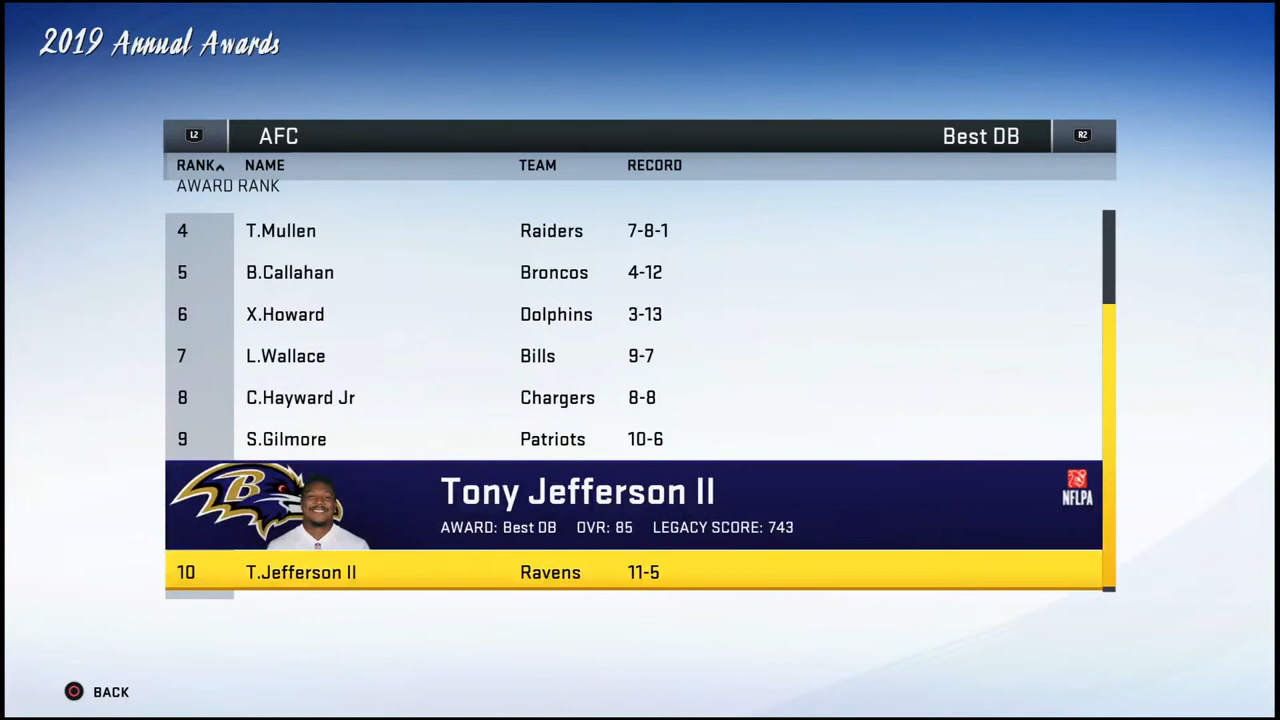 2019 Annual Awards
L2 AFC Best DB R2
RANK NAME TEAM RECORD
AWARD RANK
4 T.Mullen Raiders 7-8-1
5 B.Callahan Broncos 4-12
6 X.Howard Dolphins 3-13
7 L.Wallace Bills 9-7
8 C.Hayward Jr Chargers 8-8
9 S.Gilmore Patriots 10-6
B
Tony Jefferson II
NFLPA
AWARD: Best DB OVR: 85 LEGACY SCORE: 743
10 T.Jefferson II Ravens 11-5
BACK